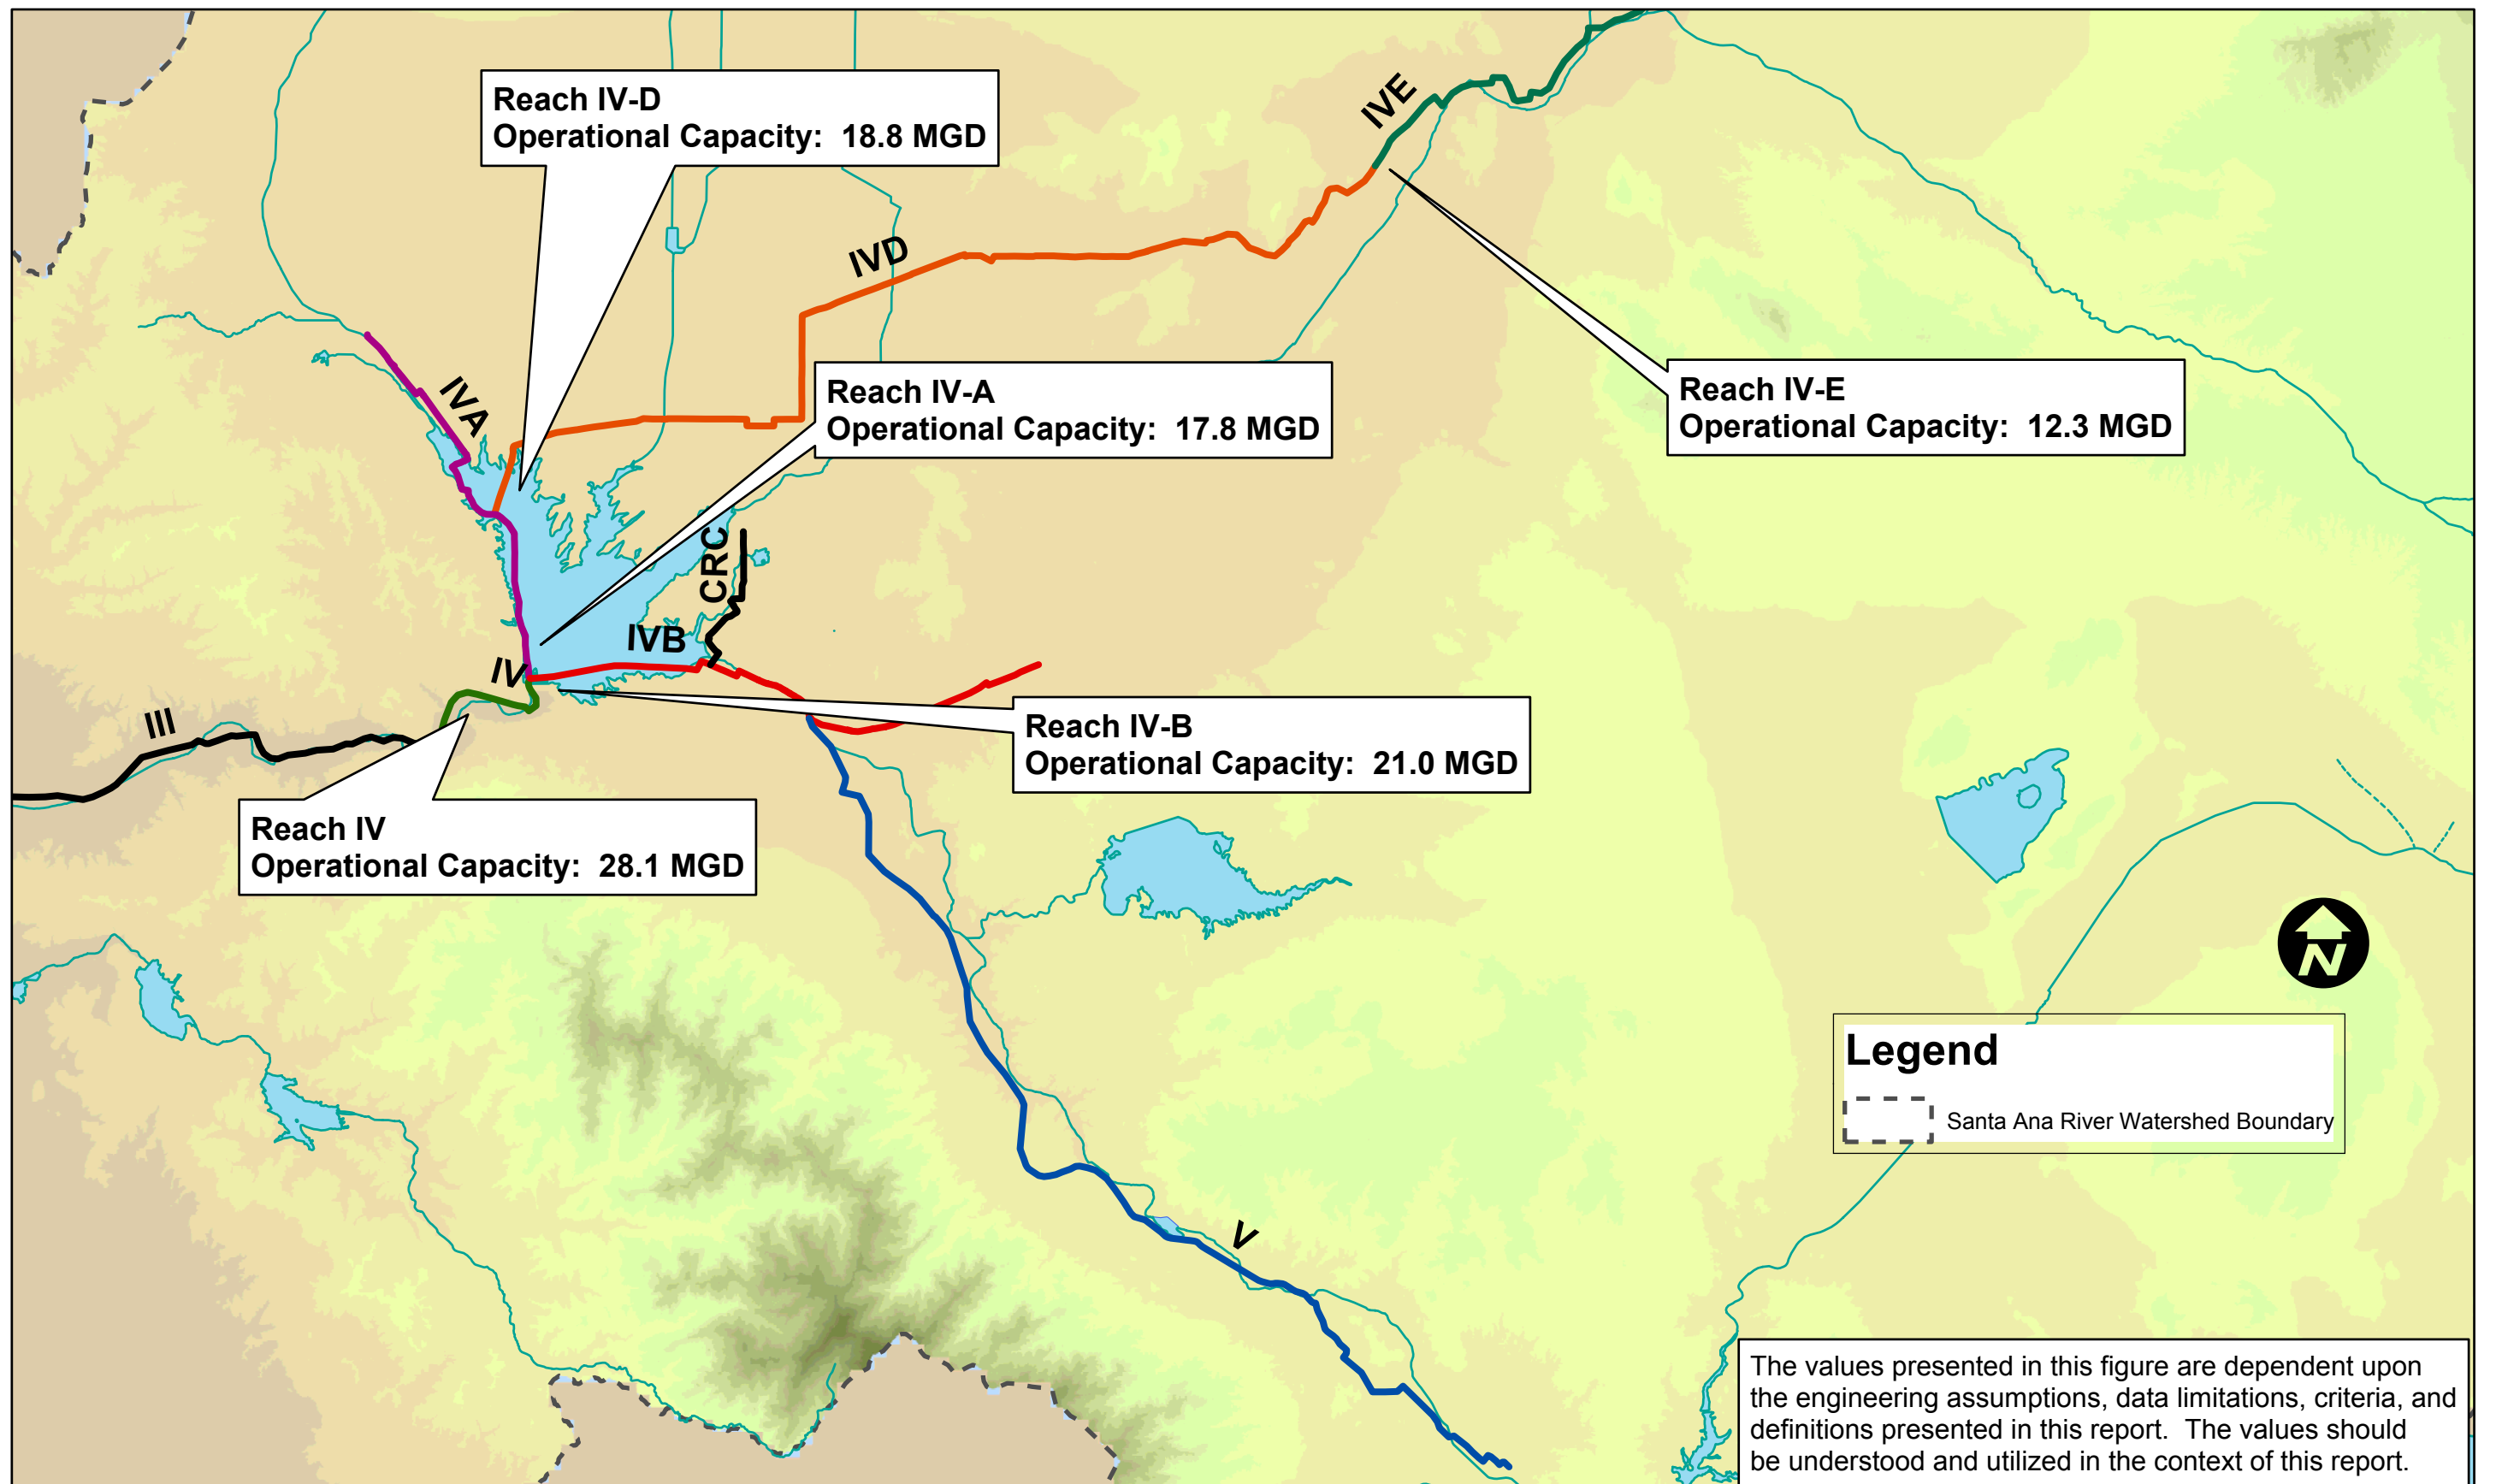 Reach IV-D
Operational Capacity: 18.8 MGD
IVE
IVD
Reach IV-A
Operational Capacity: 17.8 MGD
Reach IV-E
Operational Capacity: 12.3 MGD
IVA
CRC
IVB
IV
III
Reach IV-B
Operational Capacity: 21.0 MGD
Reach IV
Operational Capacity: 28.1 MGD
N
Legend
Santa Ana River Watershed Boundary
V
The values presented in this figure are dependent upon
the engineering assumptions, data limitations, criteria, and
definitions presented in this report. The values should
be understood and utilized in the context of this report.